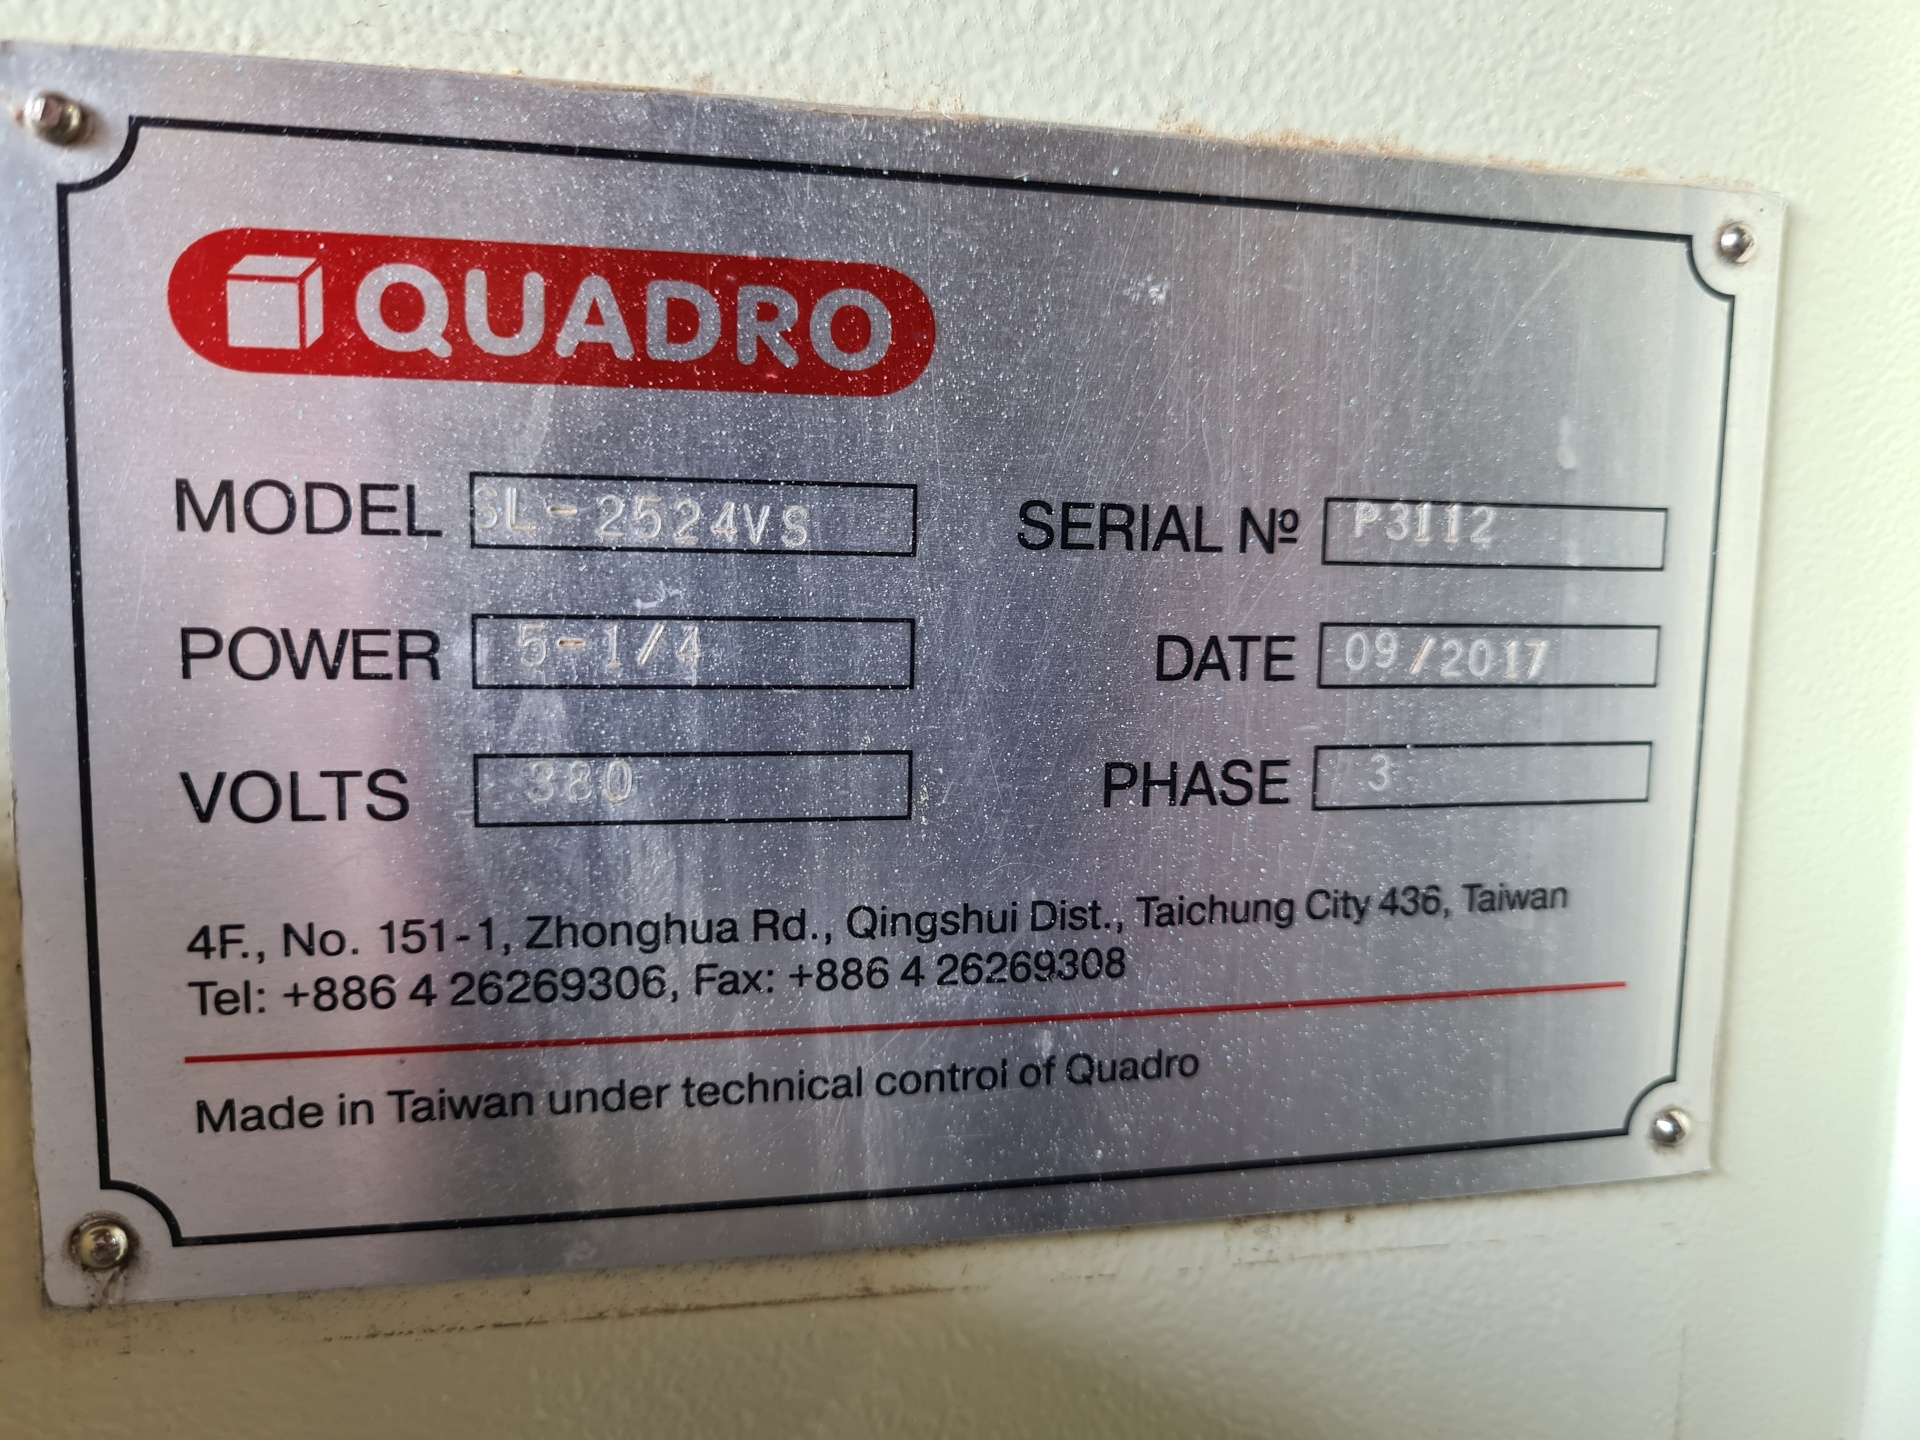 QUADRO
MODEL SL-2524VS SERIAL Nº P3112
POWER 5-1/4 DATE 09/2017
VOLTS 380 PHASE 3
4F., No. 151-1, Zhonghua Rd., Qingshui Dist., Taichung City 436, Taiwan
Tel: +886 4 26269306, Fax: +886 4 26269308
Made in Taiwan under technical control of Quadro